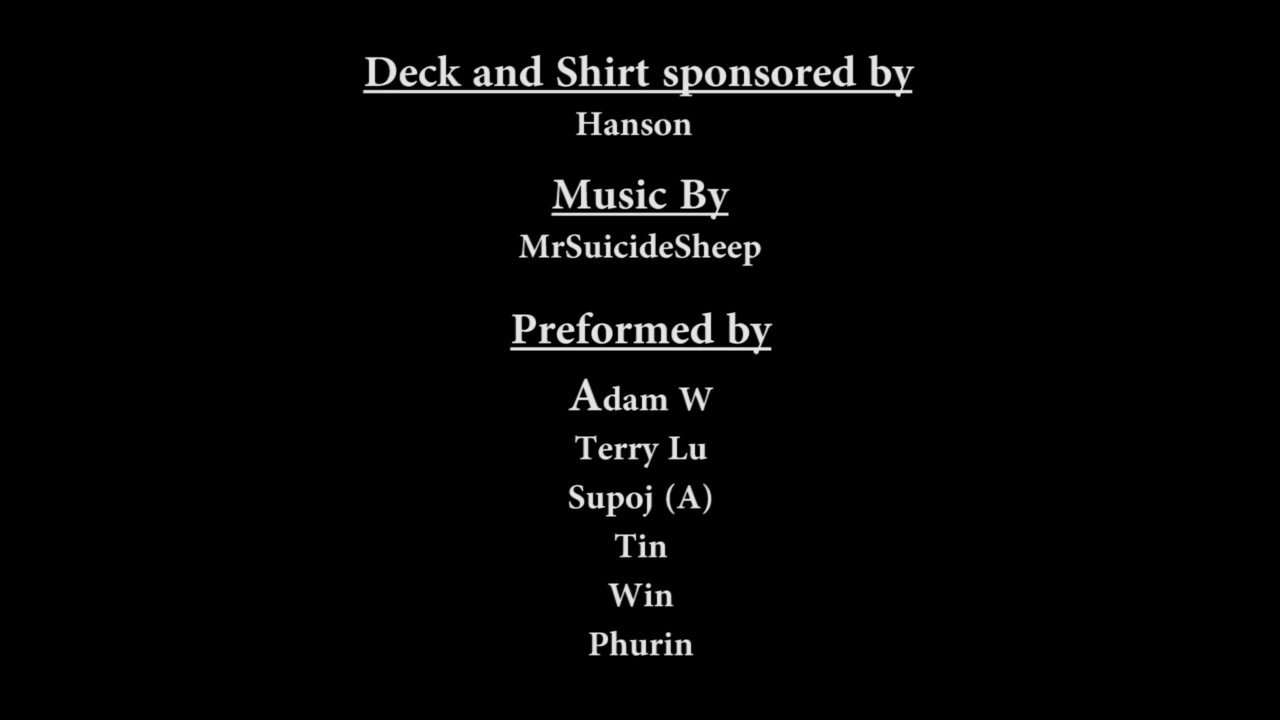 Deck and Shirt sponsored by
Hanson
Music By
MrSuicideSheep
Preformed by
Adam W
Terry Lu
Supoj (A)
Tin
Win
Phurin